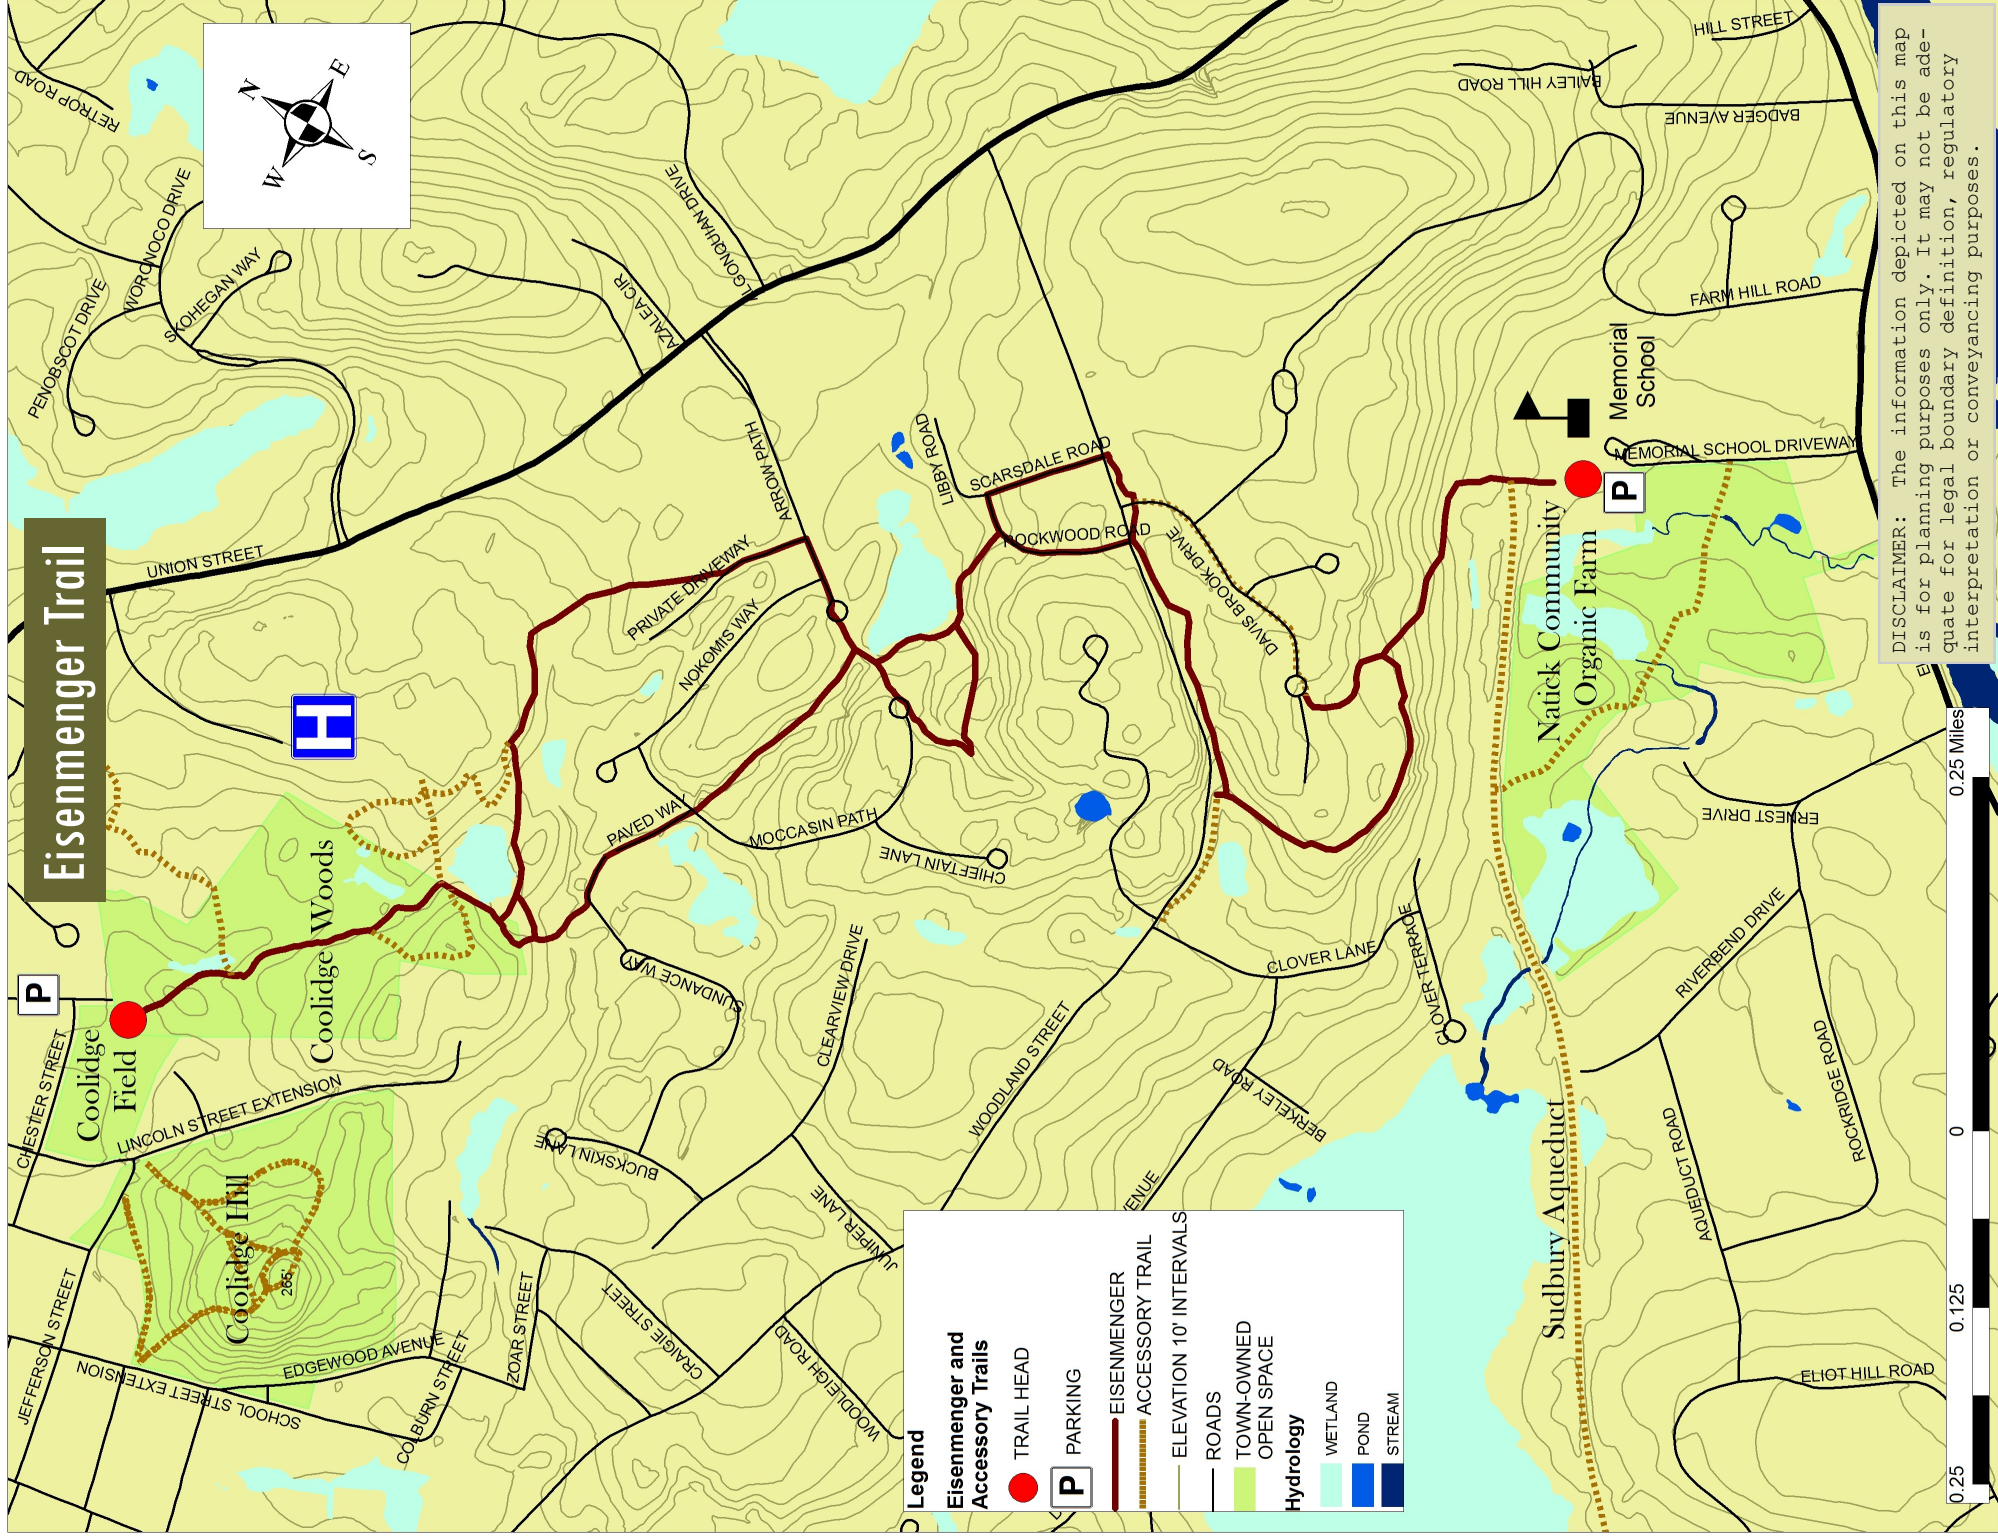 Eisenmenger Trail
N
E
S
W
RETROP ROAD
WORONOCO DRIVE
SKOHEGAN WAY
PENOBSCOT DRIVE
UNION STREET
ALGONQUIAN DRIVE
AZALEA CIR
ARROW PATH
PRIVATE DRIVEWAY
NOKOMIS WAY
PAVED WAY
MOCCASIN PATH
CHIEFTAIN LANE
LIBBY ROAD
SCARSDALE ROAD
ROCKWOOD ROAD
DAVIS BROOK DRIVE
BAILEY HILL ROAD
BADGER AVENUE
HILL STREET
FARM HILL ROAD
Memorial
School
MEMORIAL SCHOOL DRIVEWAY
P
Natick Community
Organic Farm
H
P
Coolidge
Field
Coolidge Woods
CHESTER STREET
LINCOLN STREET EXTENSION
Coolidge Hill
265'
JEFFERSON STREET
SCHOOL STREET EXTENSION
EDGEWOOD AVENUE
COLBURN STREET
ZOAR STREET
CRAIGIE STREET
WOODLEIGH ROAD
JUNIPER LANE
BUCKSKIN LANE
SUNDANCE WAY
CLEARVIEW DRIVE
WOODLAND STREET
CLOVER LANE
CLOVER TERRACE
BERKELEY ROAD
VENUE
Sudbury Aqueduct
AQUEDUCT ROAD
ROCKRIDGE ROAD
RIVERBEND DRIVE
ERNEST DRIVE
ELIOT HILL ROAD
E
Legend
Eisenmenger and
Accessory Trails
TRAIL HEAD
P PARKING
EISENMENGER
ACCESSORY TRAIL
ELEVATION 10' INTERVALS
ROADS
TOWN-OWNED
OPEN SPACE
Hydrology
WETLAND
POND
STREAM
0.25 0.125 0 0.25 Miles
DISCLAIMER: The information depicted on this map
is for planning purposes only. It may not be ade-
quate for legal boundary definition, regulatory
interpretation or conveyancing purposes.